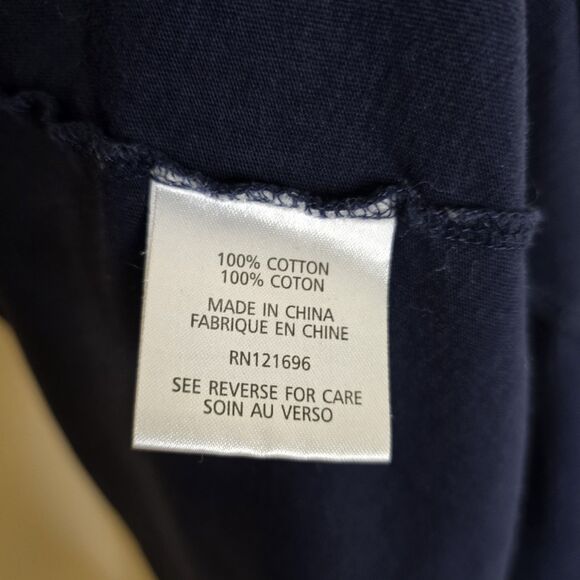 100% COTTON
100% COTON
MADE IN CHINA
FABRIQUE EN CHINE
RN121696
SEE REVERSE FOR CARE
SOIN AU VERSO